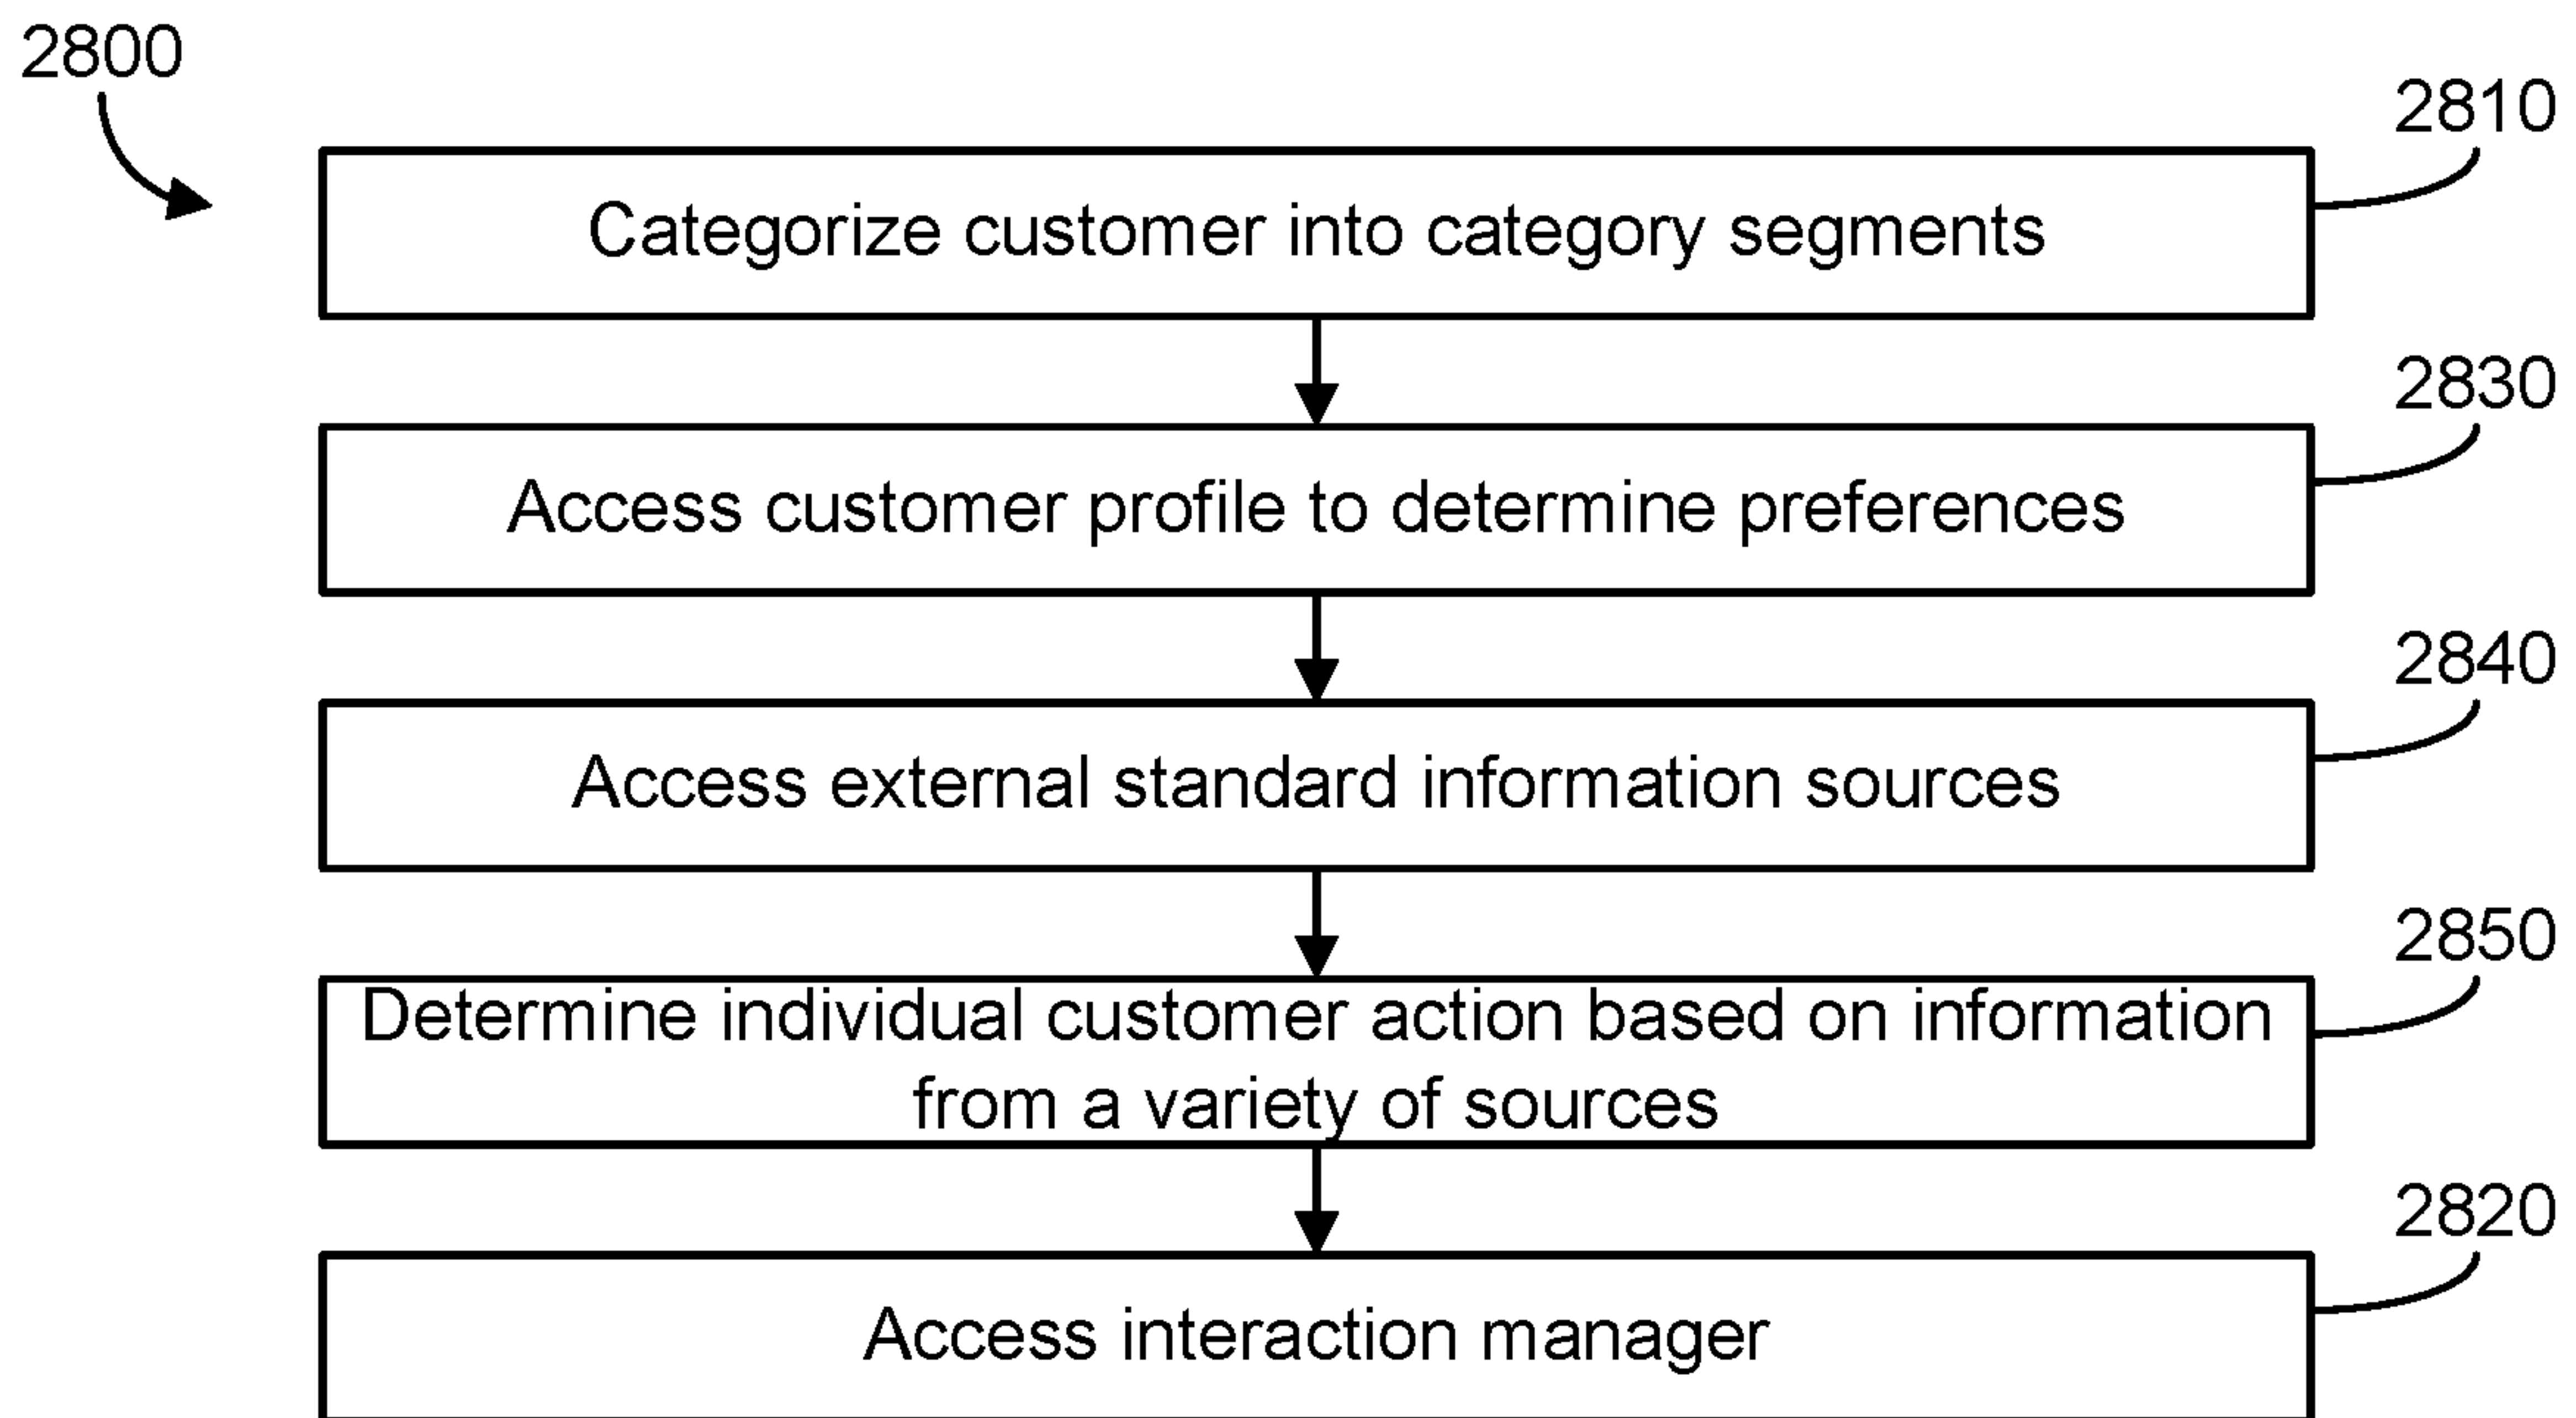 2800
2810
Categorize customer into category segments
2830
Access customer profile to determine preferences
2840
Access external standard information sources
2850
Determine individual customer action based on information
from a variety of sources
2820
Access interaction manager